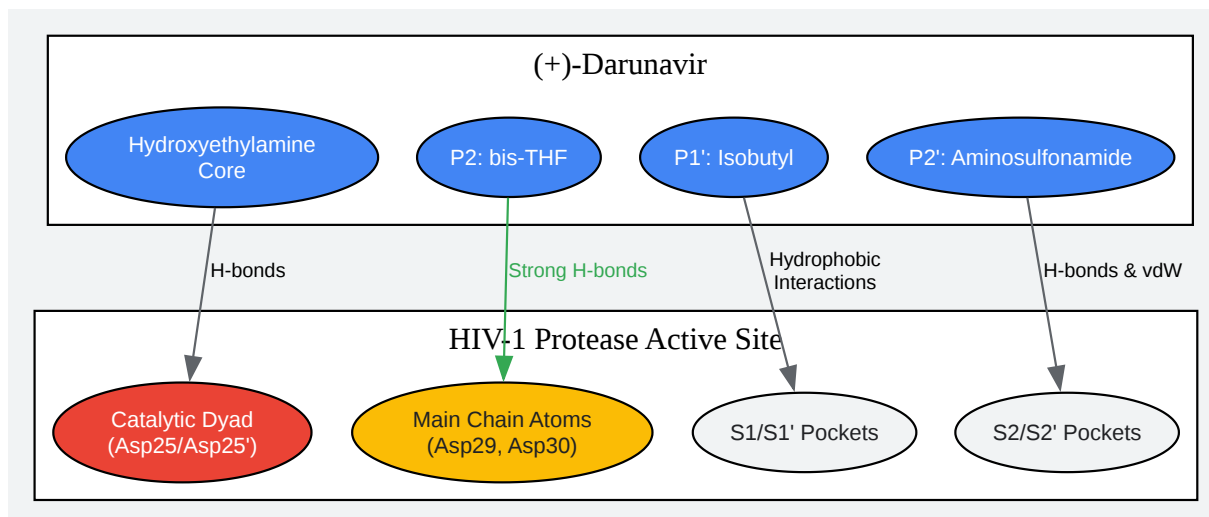 (+)-Darunavir
Hydroxyethylamine
Core
P2: bis-THF
P1': Isobutyl
P2': Aminosulfonamide
H-bonds
Strong H-bonds
Hydrophobic
Interactions
H-bonds & vdW
HIV-1 Protease Active Site
Catalytic Dyad
(Asp25/Asp25')
Main Chain Atoms
(Asp29, Asp30)
S1/S1' Pockets
S2/S2' Pockets